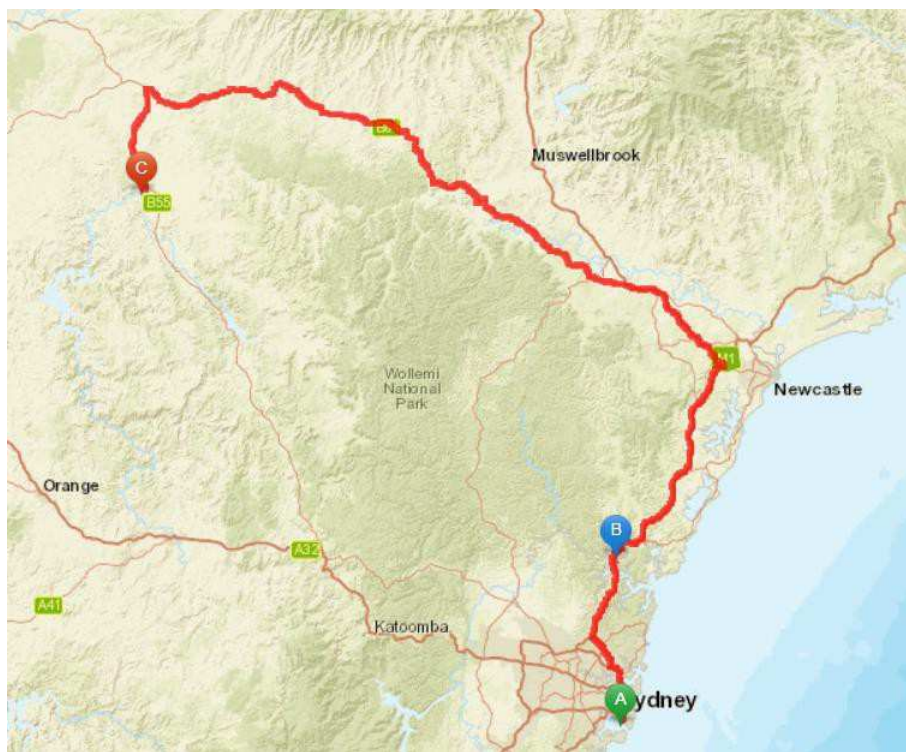 Muswellbrook
C
B55
Wollemi
National
Park
M1
Newcastle
Orange
B
A32
A41
Katoomba
A
ydney